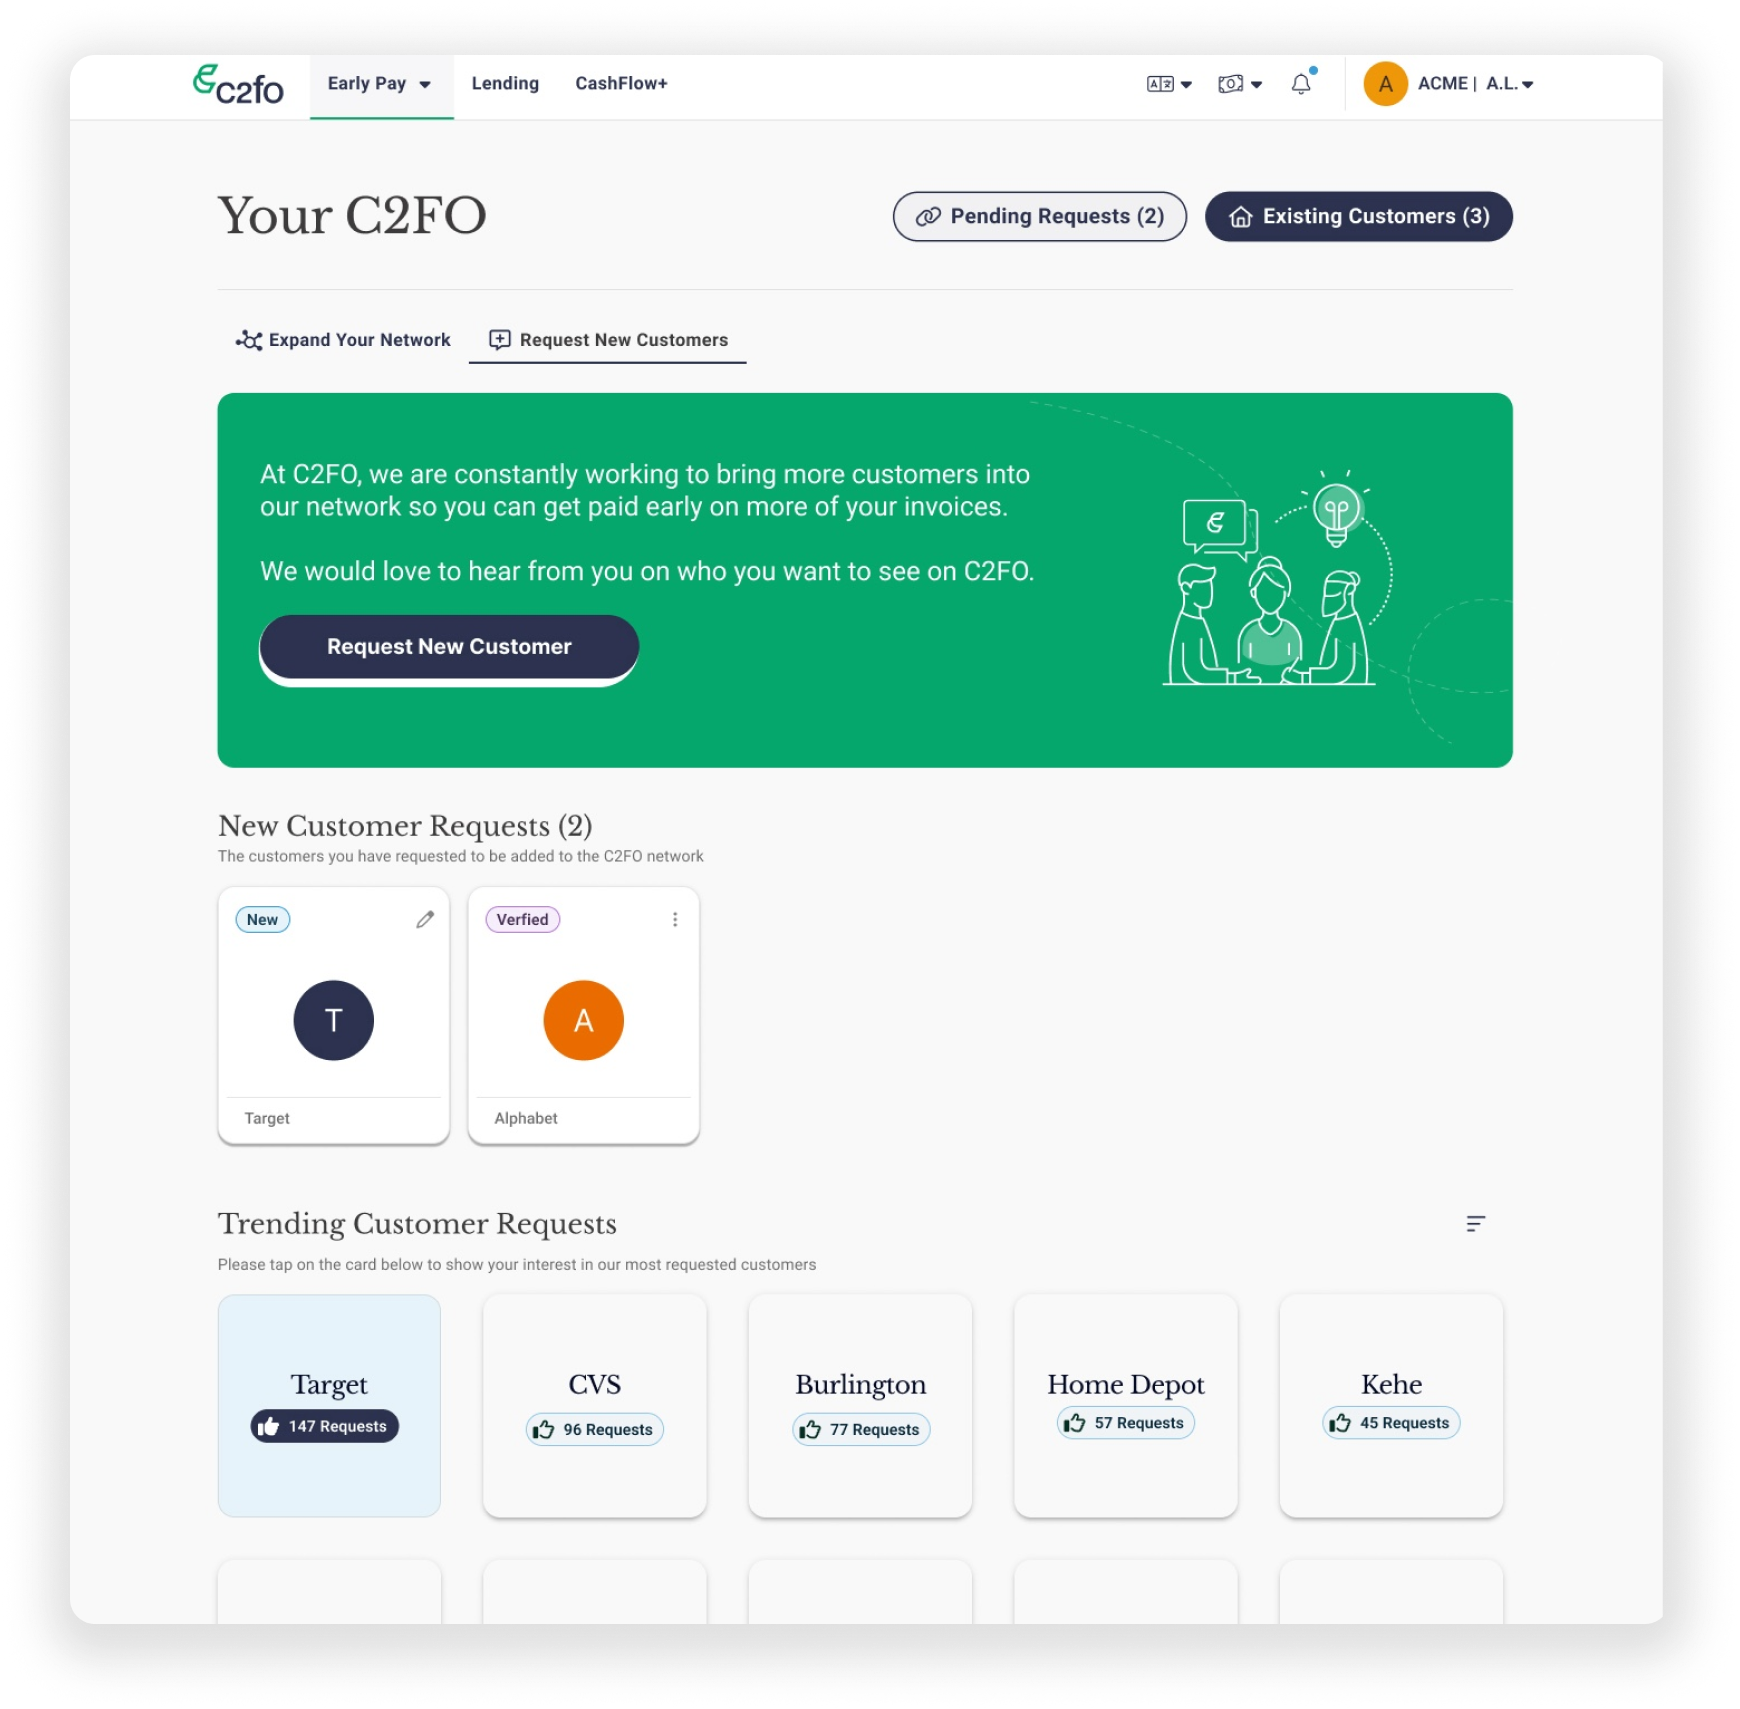 c2fo
Early Pay
Lending
CashFlow+
A
ACME | A.L.
Your C2FO
Pending Requests (2)
Existing Customers (3)
Expand Your Network
Request New Customers
At C2FO, we are constantly working to bring more customers into
our network so you can get paid early on more of your invoices.
We would love to hear from you on who you want to see on C2FO.
Request New Customer
New Customer Requests (2)
The customers you have requested to be added to the C2FO network
New
T
Target
Verfied
A
Alphabet
Trending Customer Requests
Please tap on the card below to show your interest in our most requested customers
Target
147 Requests
CVS
96 Requests
Burlington
77 Requests
Home Depot
57 Requests
Kehe
45 Requests